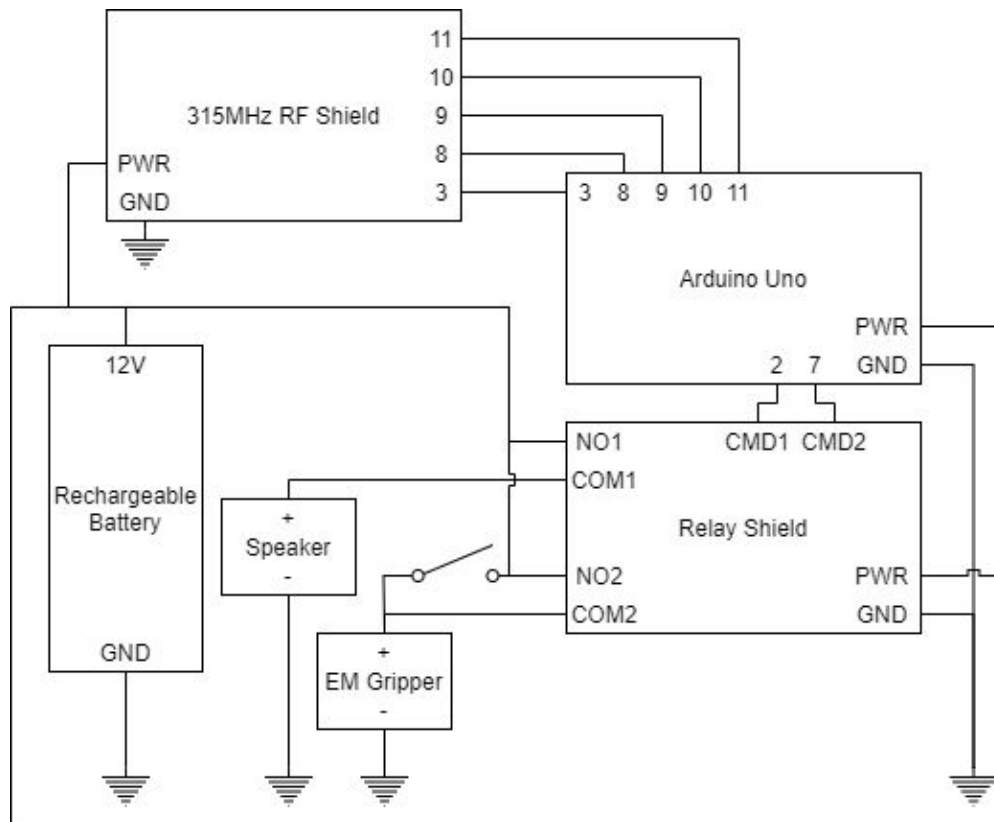 11
10
315MHz RF Shield
9
8
PWR
3
GND
3 8 9 10 11
Arduino Uno
PWR
12V
2 7
GND
NO1
CMD1 CMD2
COM1
Rechargeable
Battery
+
Speaker
-
Relay Shield
NO2
PWR
COM2
GND
GND
+
EM Gripper
-